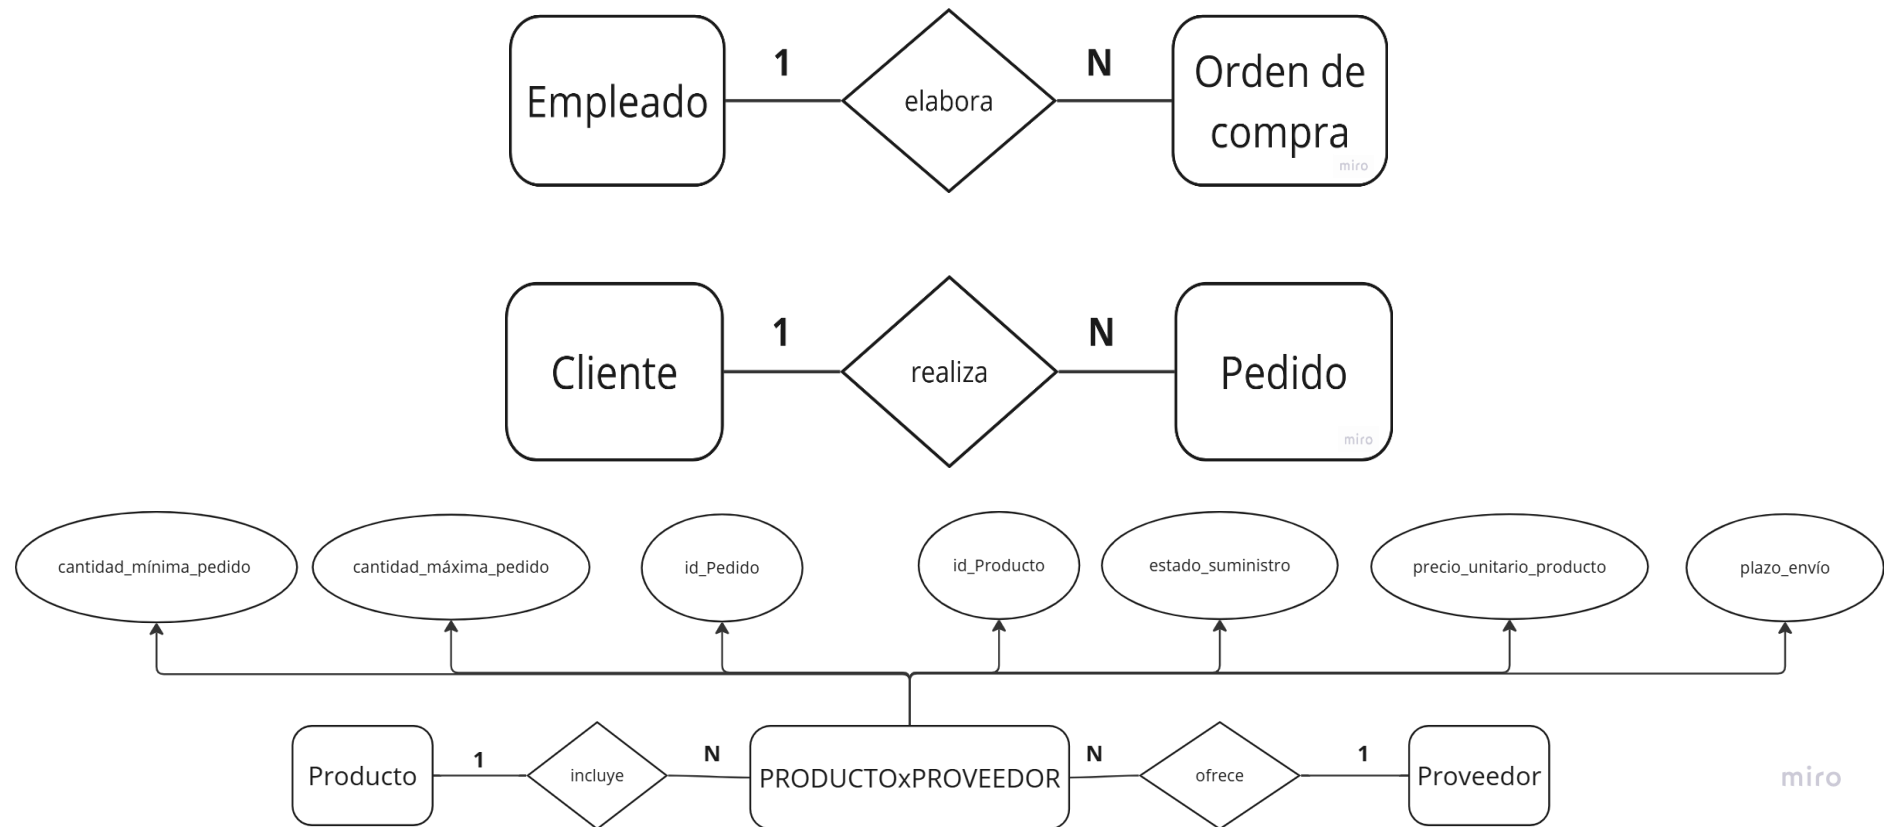 Empleado
1
elabora
N
Orden de
compra
miro
Cliente
1
realiza
N
Pedido
miro
cantidad_mínima_pedido
cantidad_máxima_pedido
id_Pedido
id_Producto
estado_suministro
precio_unitario_producto
plazo_envío
Producto
1
incluye
N
PRODUCTOxPROVEEDOR
N
ofrece
1
Proveedor
miro